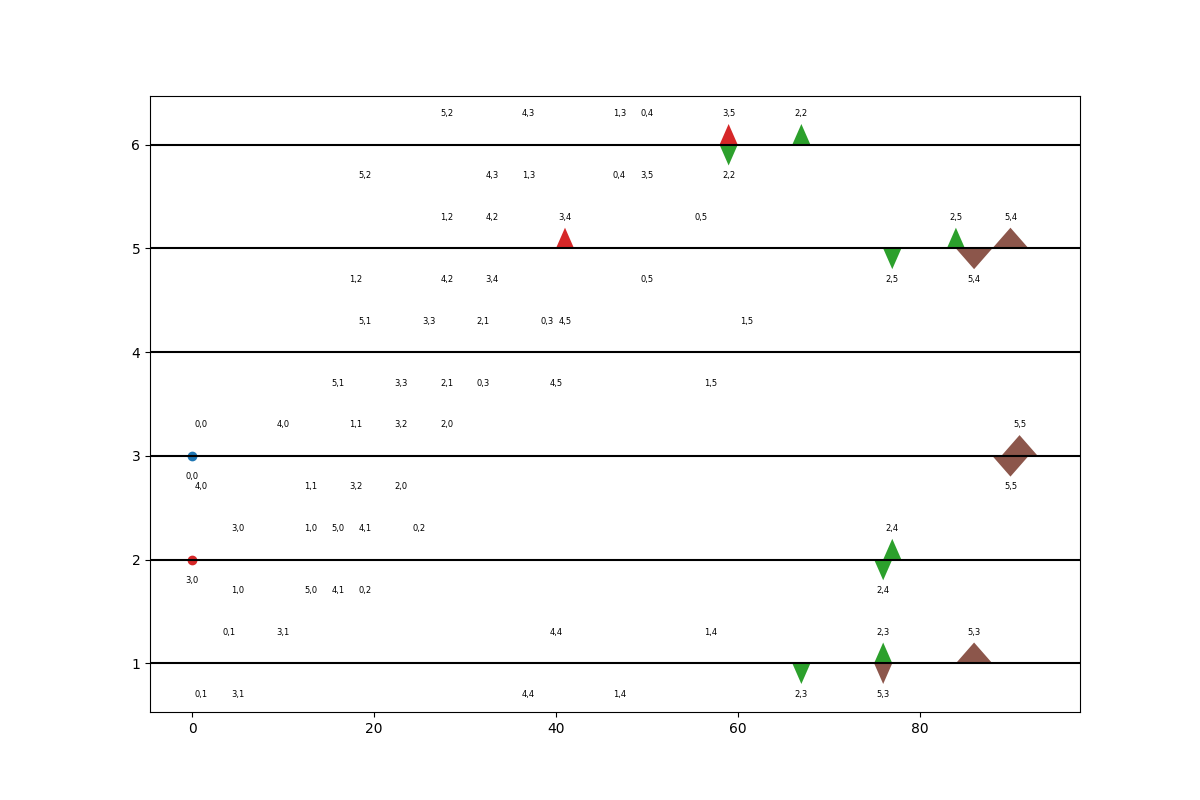 5,2 4,3 1,3 0,4 3,5 2,2
6
5,2 4,3 1,3 0,4 3,5 2,2
1,2 4,2 3,4 0,5 2,5 5,4
5
1,2 4,2 3,4 0,5 2,5 5,4
5,1 3,3 2,1 0,3 4,5 1,5
4
5,1 3,3 2,1 0,3 4,5 1,5
0,0 4,0 1,1 3,2 2,0 5,5
3
0,0
4,0 1,1 3,2 2,0 5,5
3,0 1,0 5,0 4,1 0,2 2,4
2
3,0
1,0 5,0 4,1 0,2 2,4
0,1 3,1 4,4 1,4 2,3 5,3
1
0,1 3,1 4,4 1,4 2,3 5,3
0 20 40 60 80